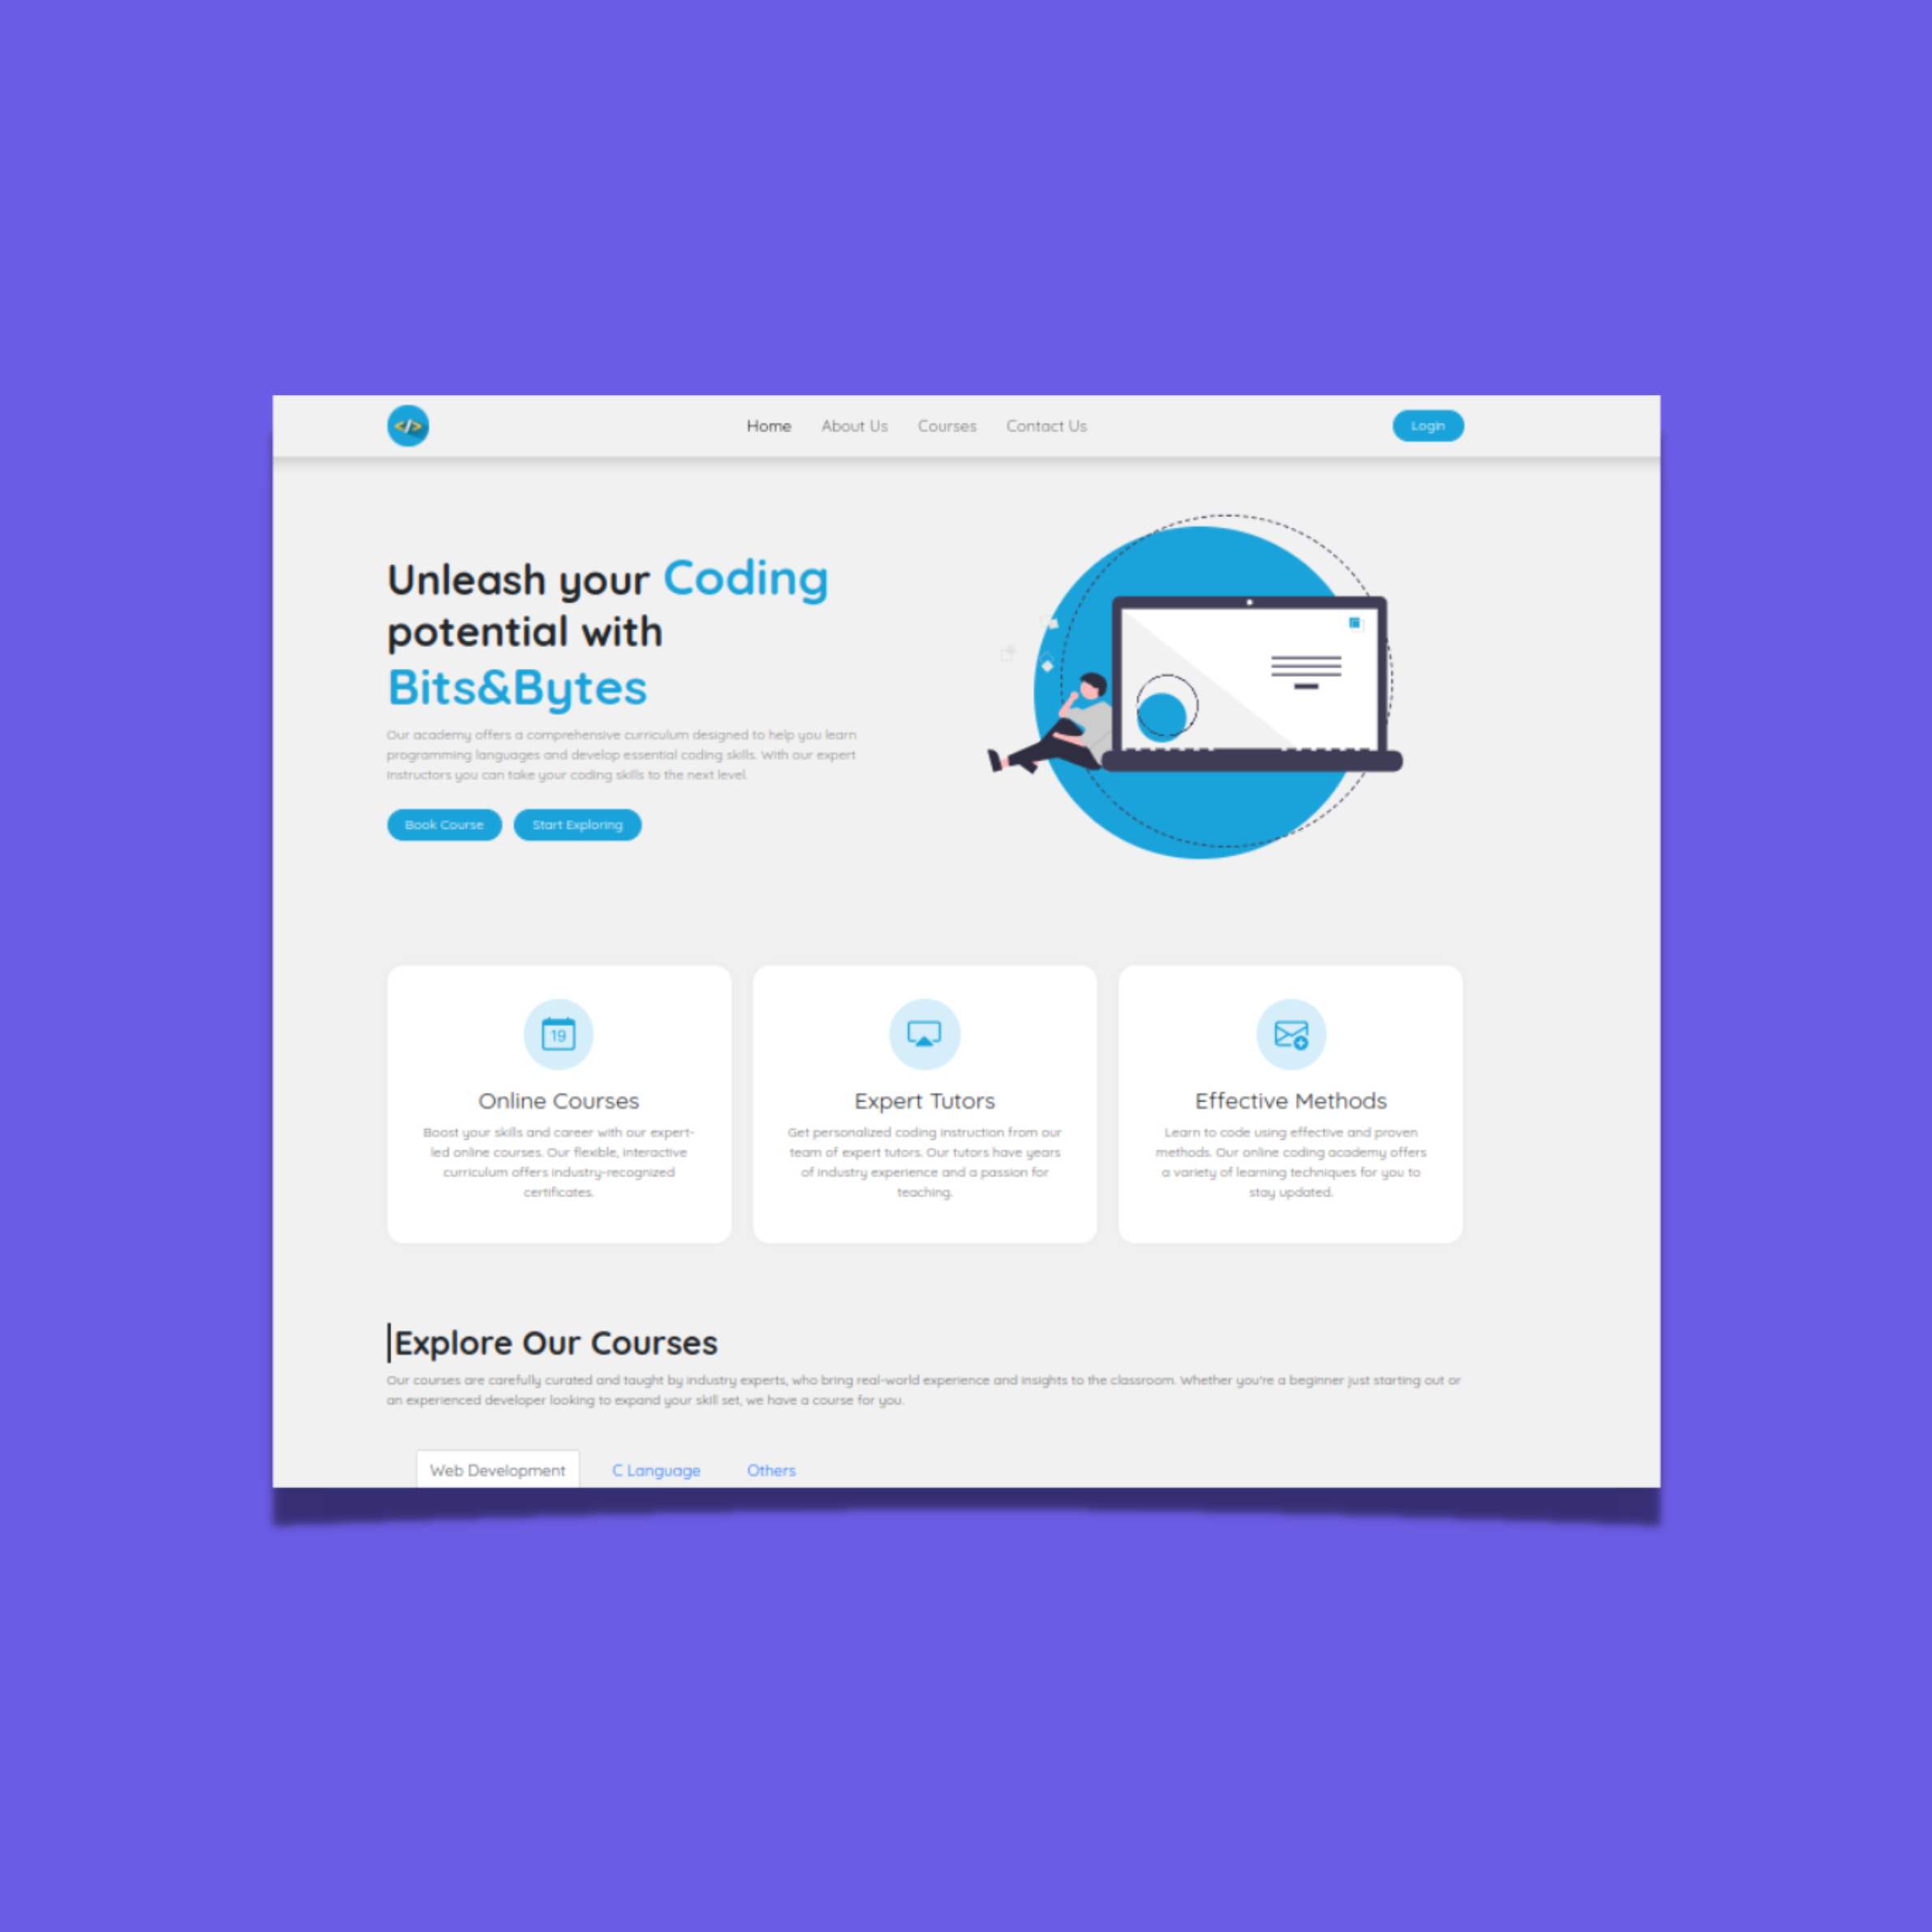 </>
Home About Us Courses Contact Us Login
Unleash your Coding
potential with
Bits&Bytes
Our academy offers a comprehensive curriculum designed to help you learn
programming languages and develop essential coding skills. With our expert
instructors you can take your coding skills to the next level.
Book Course Start Exploring
19
Online Courses
Boost your skills and career with our expert-
led online courses. Our flexible, interactive
curriculum offers industry-recognized
certificates.
Expert Tutors
Get personalized coding instruction from our
team of expert tutors. Our tutors have years
of industry experience and a passion for
teaching.
Effective Methods
Learn to code using effective and proven
methods. Our online coding academy offers
a variety of learning techniques for you to
stay updated.
Explore Our Courses
Our courses are carefully curated and taught by industry experts, who bring real-world experience and insights to the classroom. Whether you're a beginner just starting out or
an experienced developer looking to expand your skill set, we have a course for you.
Web Development C Language Others